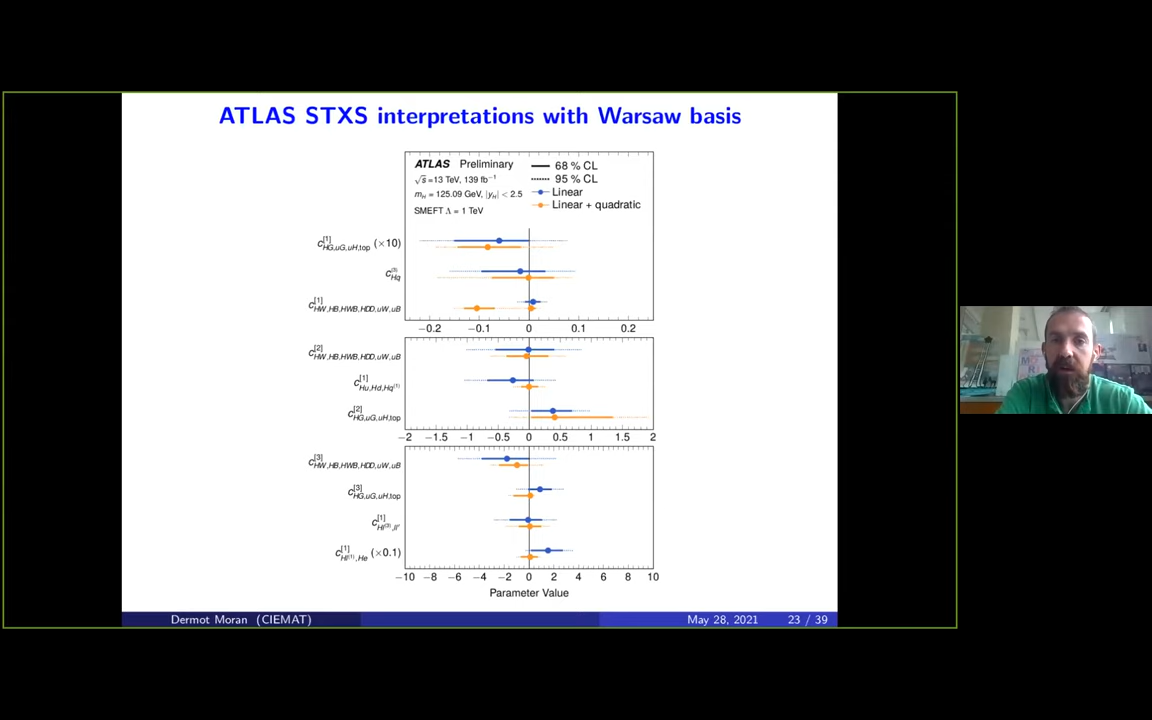 ATLAS STXS interpretations with Warsaw basis
ATLAS Preliminary
√s =13 TeV, 139 fb⁻¹
m_H = 125.09 GeV, |y_H| < 2.5
SMEFT Λ = 1 TeV
68 % CL
95 % CL
Linear
Linear + quadratic
c^[1]_HG,uG,uH,top (×10)
c^(3)_Hq
c^[1]_HW,HB,HWB,HDD,uW,uB
−0.2 −0.1 0 0.1 0.2
c^[2]_HW,HB,HWB,HDD,uW,uB
c^[1]_Hu,Hd,Hq^(1)
c^[2]_HG,uG,uH,top
−2 −1.5 −1 −0.5 0 0.5 1 1.5 2
c^[3]_HW,HB,HWB,HDD,uW,uB
c^[3]_HG,uG,uH,top
c^[1]_Hl^(3),ll'
c^[1]_Hl^(1),He (×0.1)
−10 −8 −6 −4 −2 0 2 4 6 8 10
Parameter Value
Dermot Moran (CIEMAT) May 28, 2021 23 / 39